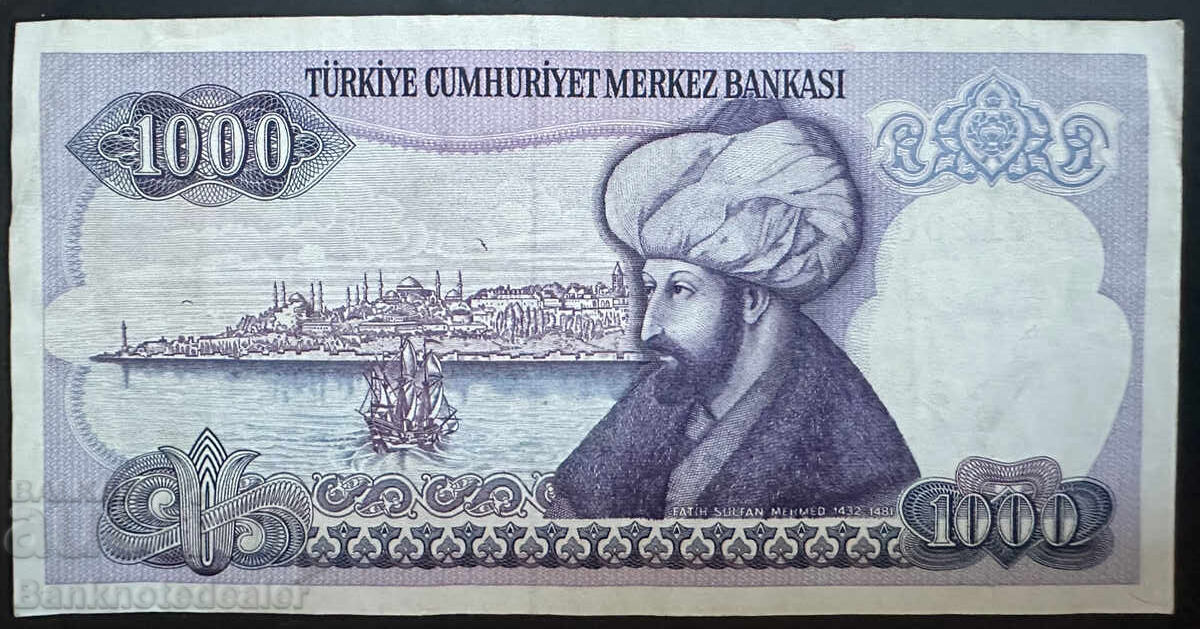 TÜRKİYE CUMHURİYET MERKEZ BANKASI
1000
FATİH SULTAN MEHMED 1432-1481
1000
Banknotedealer